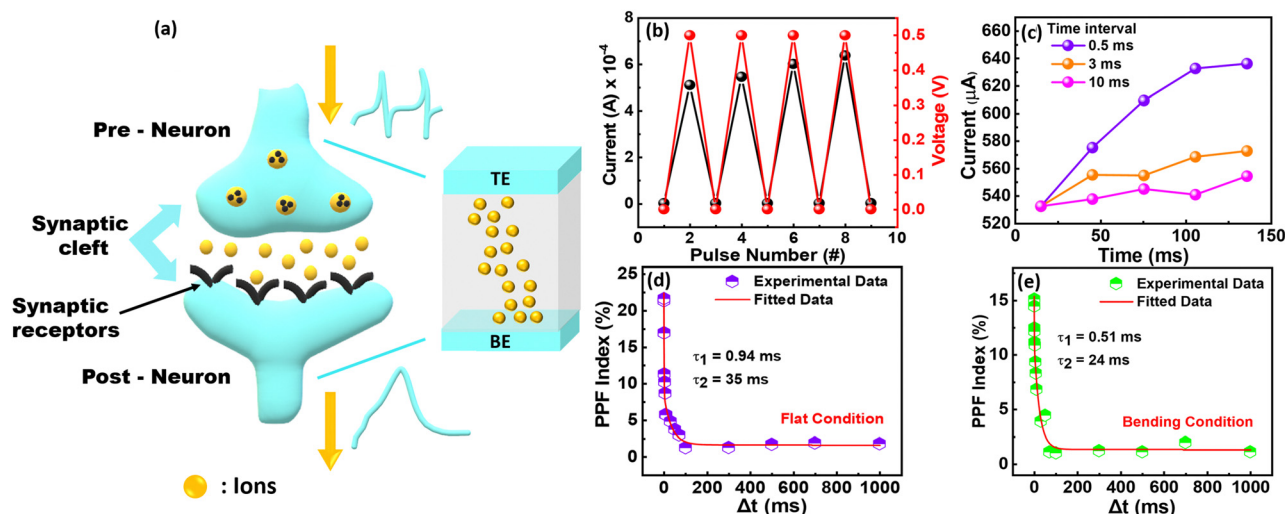 (a)
Pre - Neuron
Synaptic
cleft
Synaptic
receptors
Post - Neuron
: Ions
TE
BE
(b)
Current (A) x 10⁻⁴
8
6
4
2
0
Voltage (V)
0.5
0.4
0.3
0.2
0.1
0.0
2 4 6 8 10
Pulse Number (#)
(c)
Time interval
0.5 ms
3 ms
10 ms
Current (μA)
660
640
620
600
580
560
540
520
0 50 100 150
Time (ms)
(d)
Experimental Data
Fitted Data
PPF Index (%)
25
20
15
10
5
0
τ1 = 0.94 ms
τ2 = 35 ms
Flat Condition
0 200 400 600 800 1000
Δt (ms)
(e)
Experimental Data
Fitted Data
PPF Index (%)
15
10
5
0
τ1 = 0.51 ms
τ2 = 24 ms
Bending Condition
0 200 400 600 800 1000
Δt (ms)